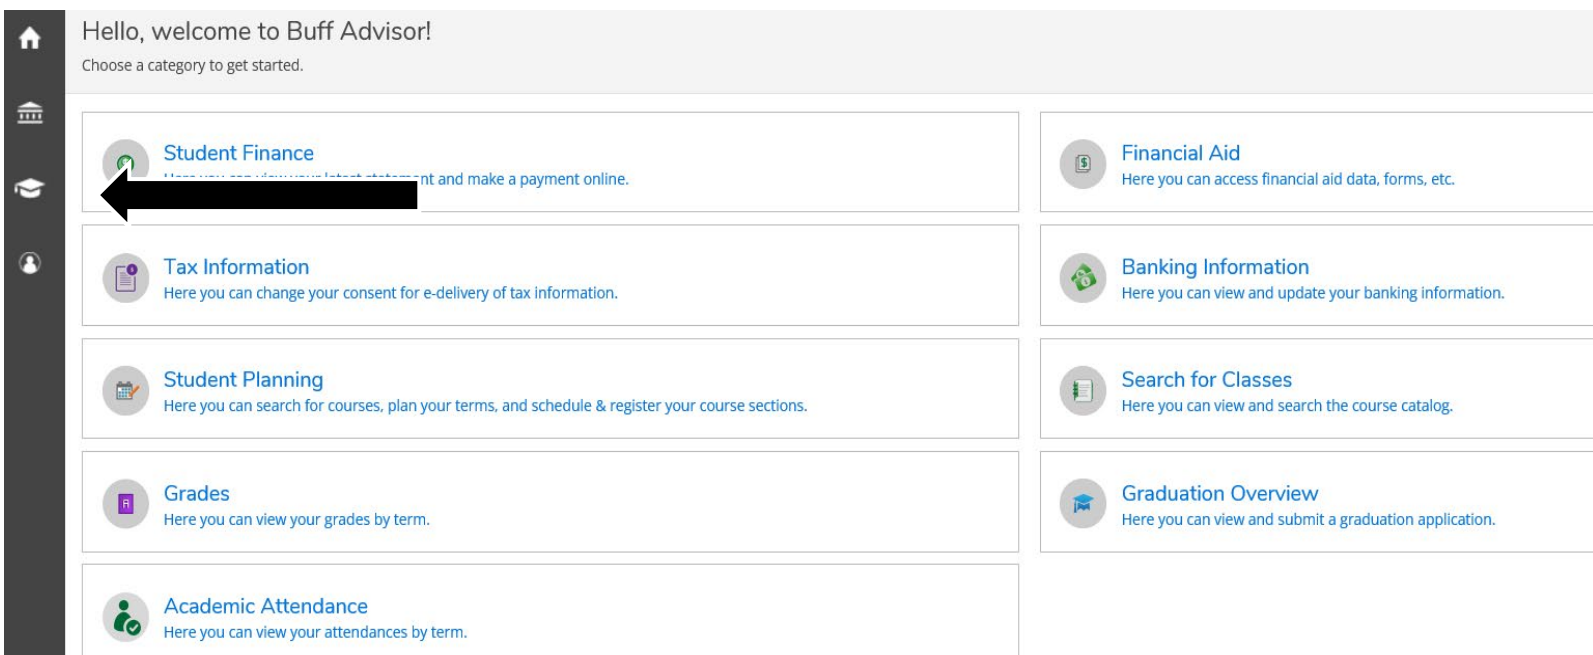 Hello, welcome to Buff Advisor!
Choose a category to get started.
Student Finance
nt and make a payment online.
Financial Aid
Here you can access financial aid data, forms, etc.
Tax Information
Here you can change your consent for e-delivery of tax information.
Banking Information
Here you can view and update your banking information.
Student Planning
Here you can search for courses, plan your terms, and schedule & register your course sections.
Search for Classes
Here you can view and search the course catalog.
Grades
Here you can view your grades by term.
Graduation Overview
Here you can view and submit a graduation application.
Academic Attendance
Here you can view your attendances by term.